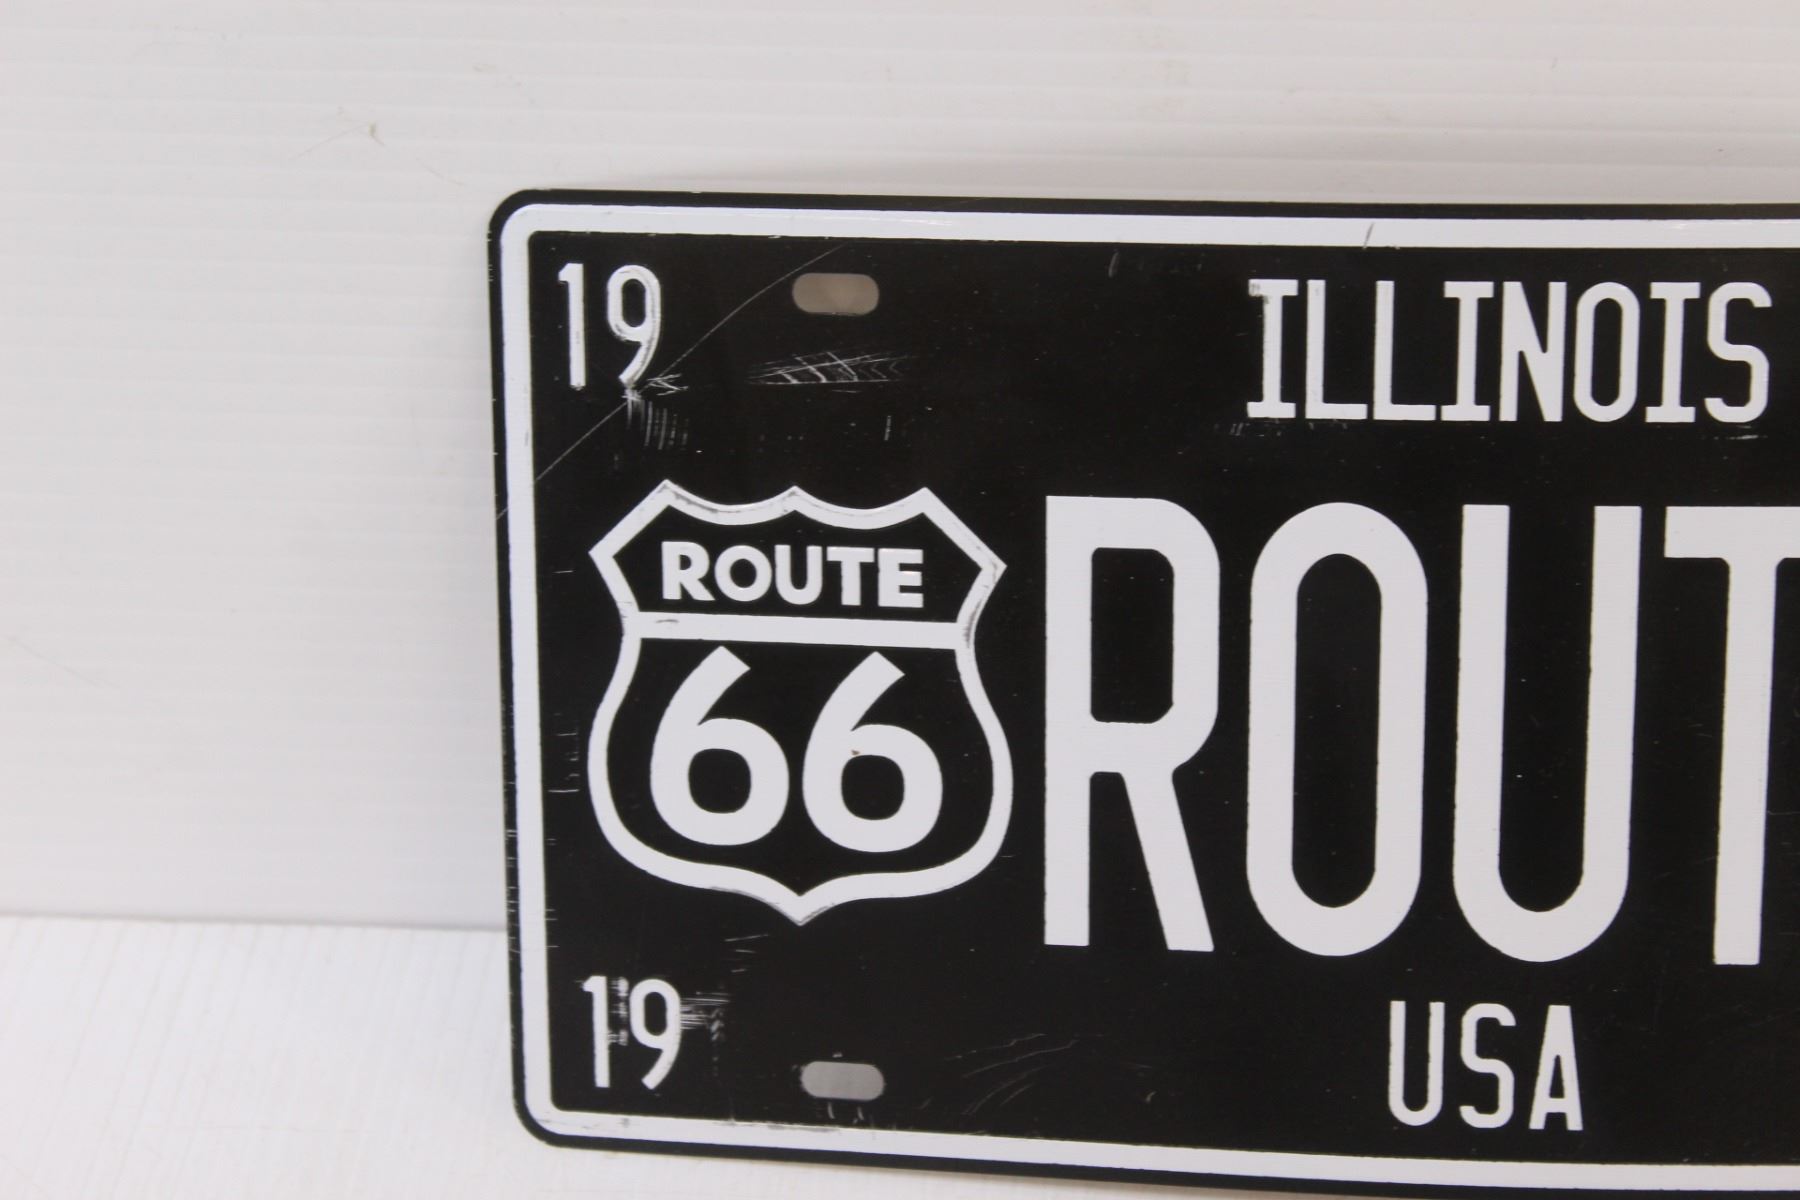 19 ILLINOIS
ROUTE
66
ROUT
19 USA